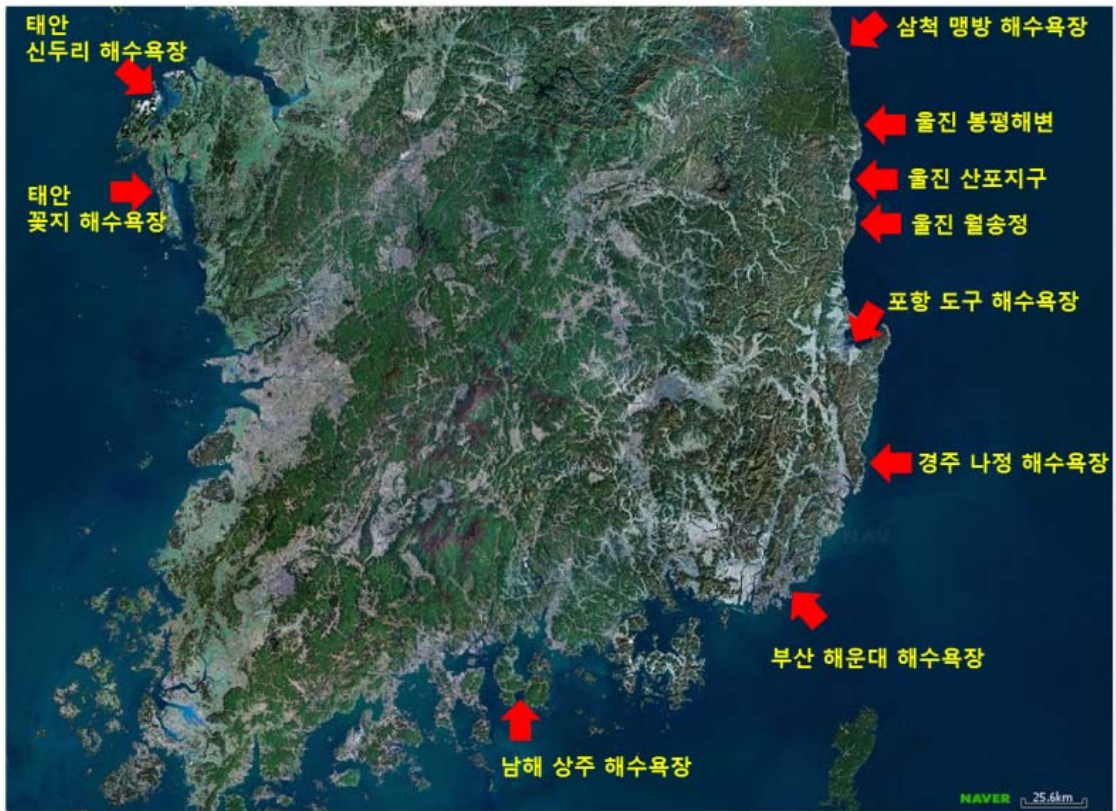 태안
신두리 해수욕장
삼척 맹방 해수욕장
울진 봉평해변
울진 산포지구
태안
꽃지 해수욕장
울진 월송정
포항 도구 해수욕장
경주 나정 해수욕장
NAV
부산 해운대 해수욕장
남해 상주 해수욕장
NAVER 25.6km